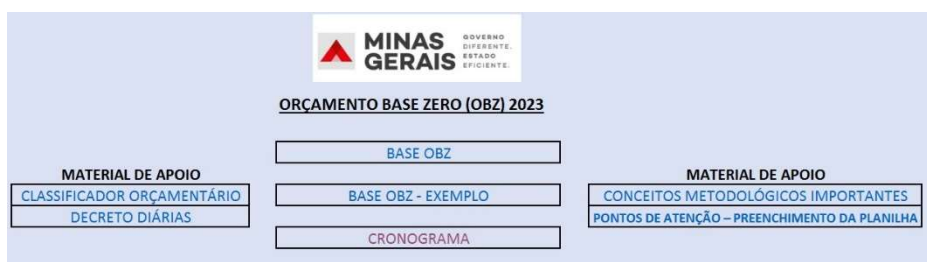 MINAS GERAIS
GOVERNO
DIFERENTE.
ESTADO
EFICIENTE.
ORÇAMENTO BASE ZERO (OBZ) 2023
BASE OBZ
MATERIAL DE APOIO
MATERIAL DE APOIO
CLASSIFICADOR ORÇAMENTÁRIO
BASE OBZ - EXEMPLO
CONCEITOS METODOLÓGICOS IMPORTANTES
DECRETO DIÁRIAS
PONTOS DE ATENÇÃO – PREENCHIMENTO DA PLANILHA
CRONOGRAMA